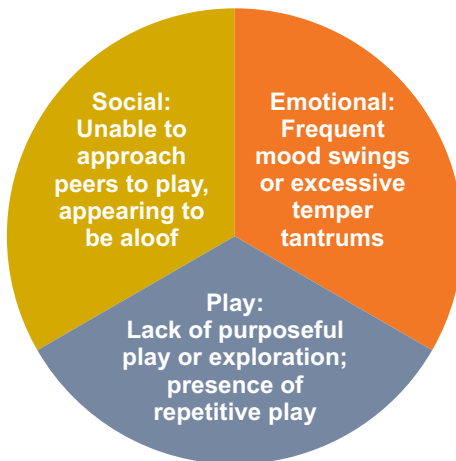 Social:
Unable to
approach
peers to play,
appearing to
be aloof
Emotional:
Frequent
mood swings
or excessive
temper
tantrums
Play:
Lack of purposeful
play or exploration;
presence of
repetitive play